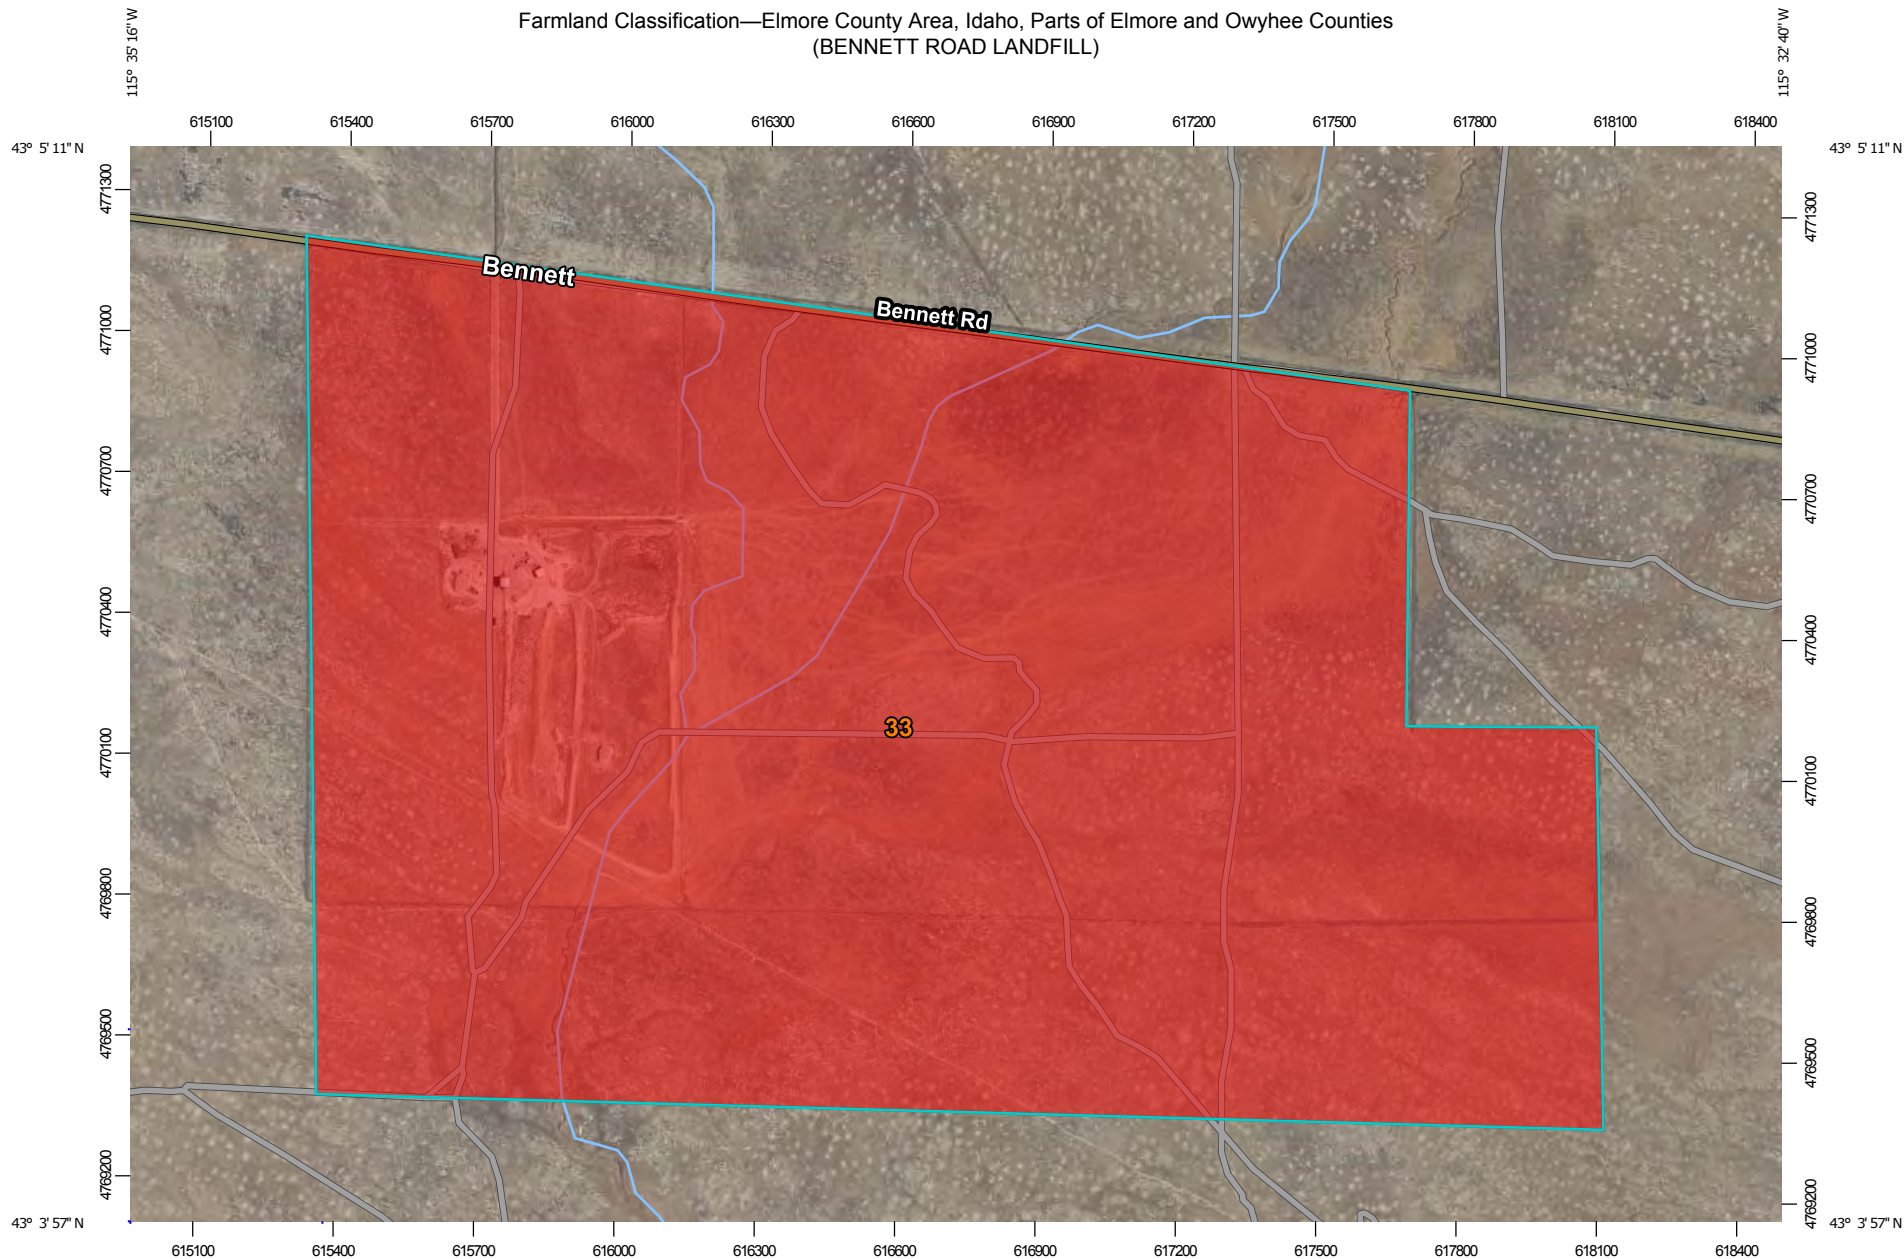 Farmland Classification—Elmore County Area, Idaho, Parts of Elmore and Owyhee Counties
(BENNETT ROAD LANDFILL)
115° 35' 16'' W
115° 32' 40'' W
615100 615400 615700 616000 616300 616600 616900 617200 617500 617800 618100 618400
43° 5' 11'' N
43° 5' 11'' N
4771300
4771300
Bennett
Bennett Rd
4771000
4771000
4770700
4770700
4770400
4770400
33
4770100
4770100
4769800
4769800
4769500
4769500
4769200
4769200
43° 3' 57'' N
43° 3' 57'' N
615100 615400 615700 616000 616300 616600 616900 617200 617500 617800 618100 618400